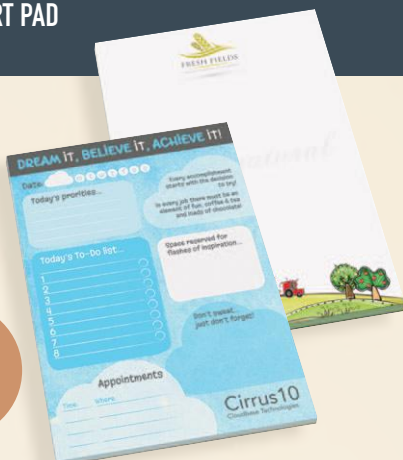 RT PAD
FRESH FIELDS
DREAM IT, BELIEVE IT, ACHIEVE IT!
Date:
M T W T F S S
Every accomplishment
starts with the decision
to try!
Today's priorities...
In every job there must be an
element of fun, coffee & tea
and loads of chocolate!
Today's To-Do list...
1
2
3
4
5
6
7
8
Space reserved for
flashes of inspiration...
Don't sweat...
just don't forget!
Appointments
Time
Where
Cirrus10
Cloudbase Technologies